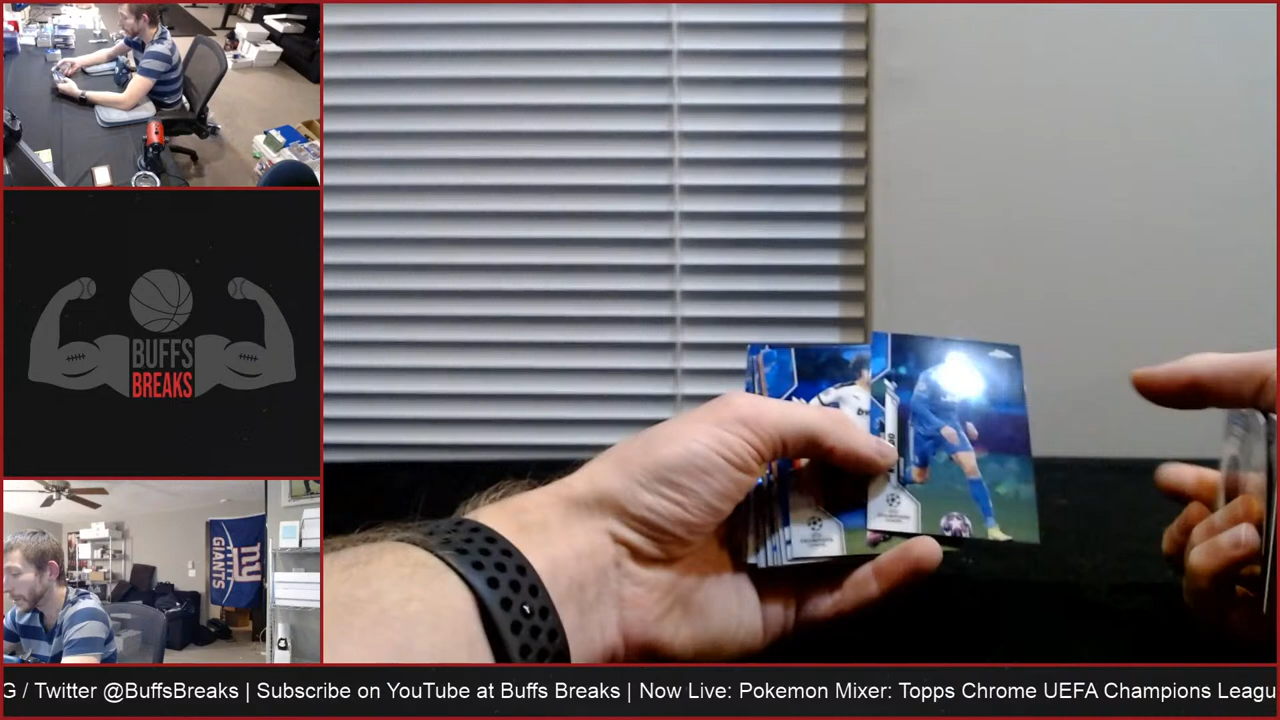 BUFFS
BREAKS
NY
GIANTS
G / Twitter @BuffsBreaks | Subscribe on YouTube at Buffs Breaks | Now Live: Pokemon Mixer: Topps Chrome UEFA Champions Leagu